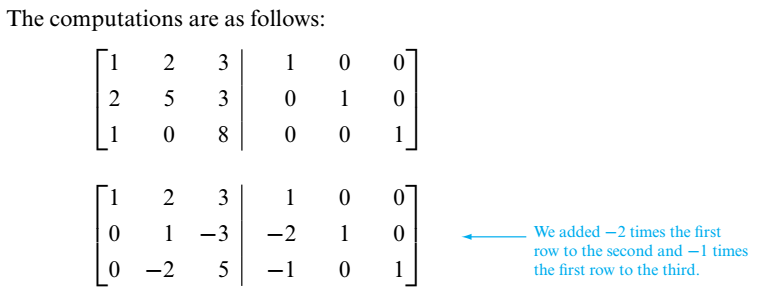 The computations are as follows:
1 2 3 1 0 0
2 5 3 0 1 0
1 0 8 0 0 1
1 2 3 1 0 0
0 1 −3 −2 1 0
0 −2 5 −1 0 1
We added −2 times the first
row to the second and −1 times
the first row to the third.